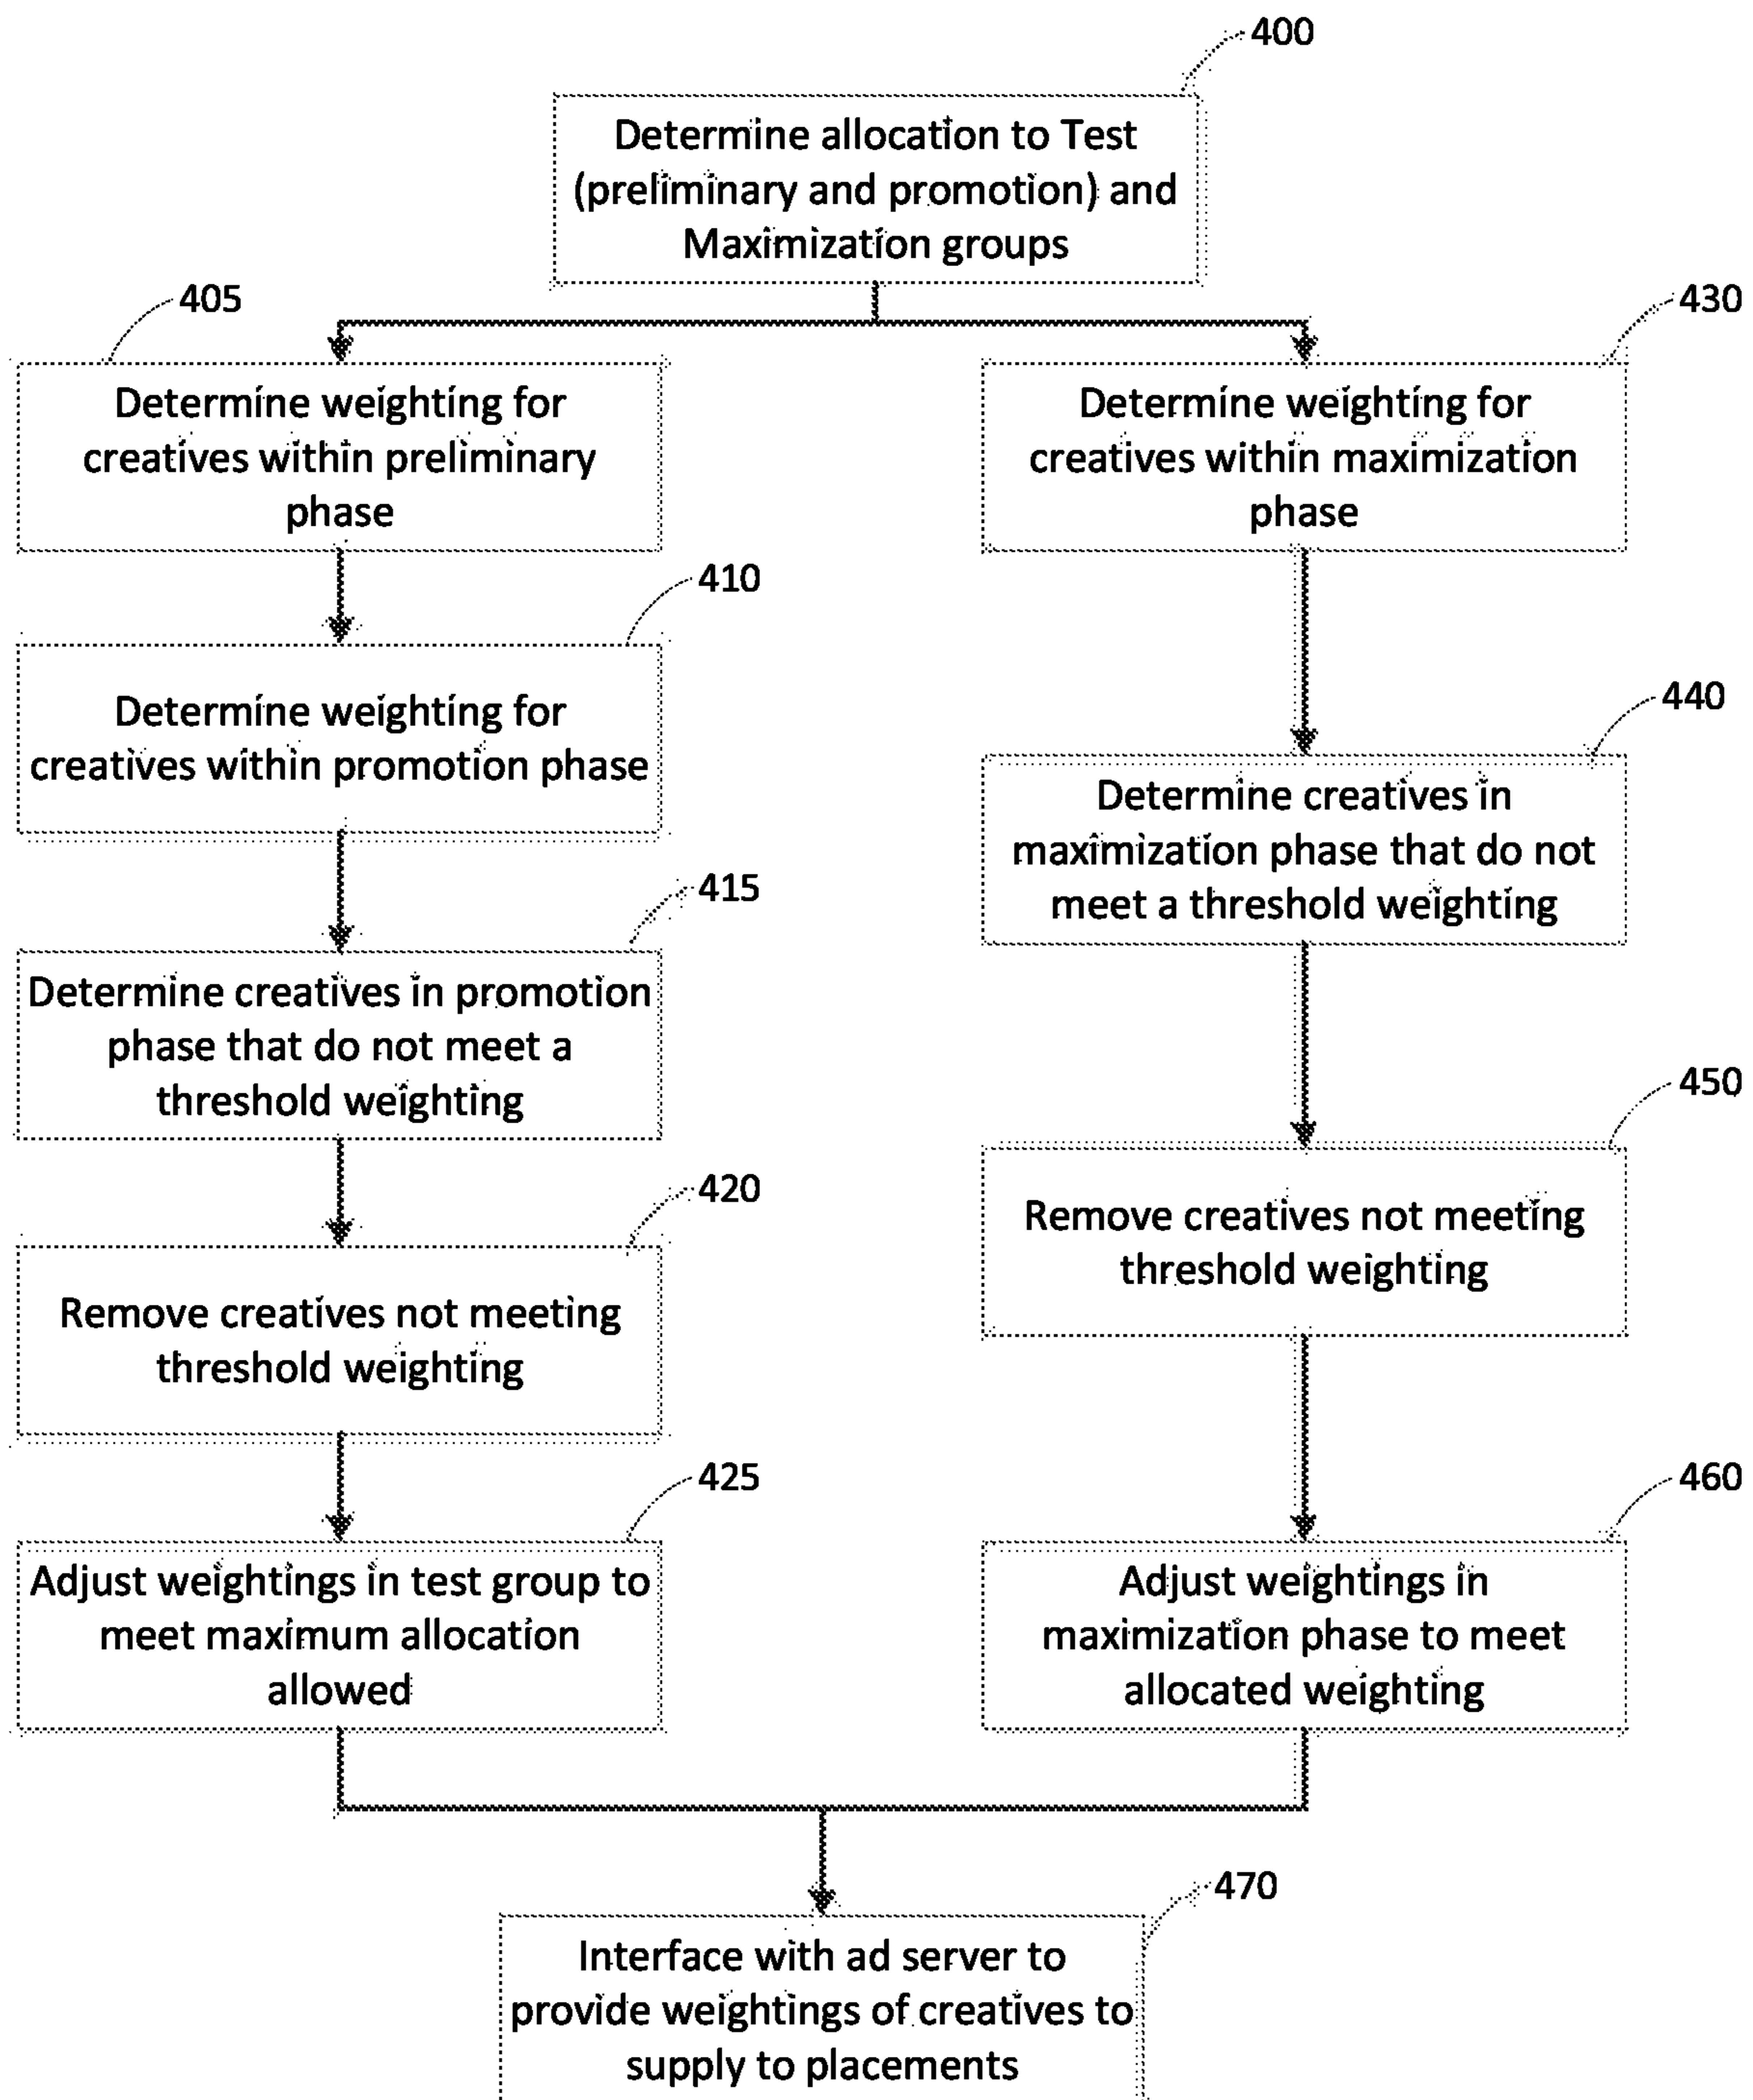 400
Determine allocation to Test
(preliminary and promotion) and
Maximization groups
405
Determine weighting for
creatives within preliminary
phase
410
Determine weighting for
creatives within promotion phase
415
Determine creatives in promotion
phase that do not meet a
threshold weighting
420
Remove creatives not meeting
threshold weighting
425
Adjust weightings in test group to
meet maximum allocation
allowed
430
Determine weighting for
creatives within maximization
phase
440
Determine creatives in
maximization phase that do not
meet a threshold weighting
450
Remove creatives not meeting
threshold weighting
460
Adjust weightings in
maximization phase to meet
allocated weighting
470
Interface with ad server to
provide weightings of creatives to
supply to placements